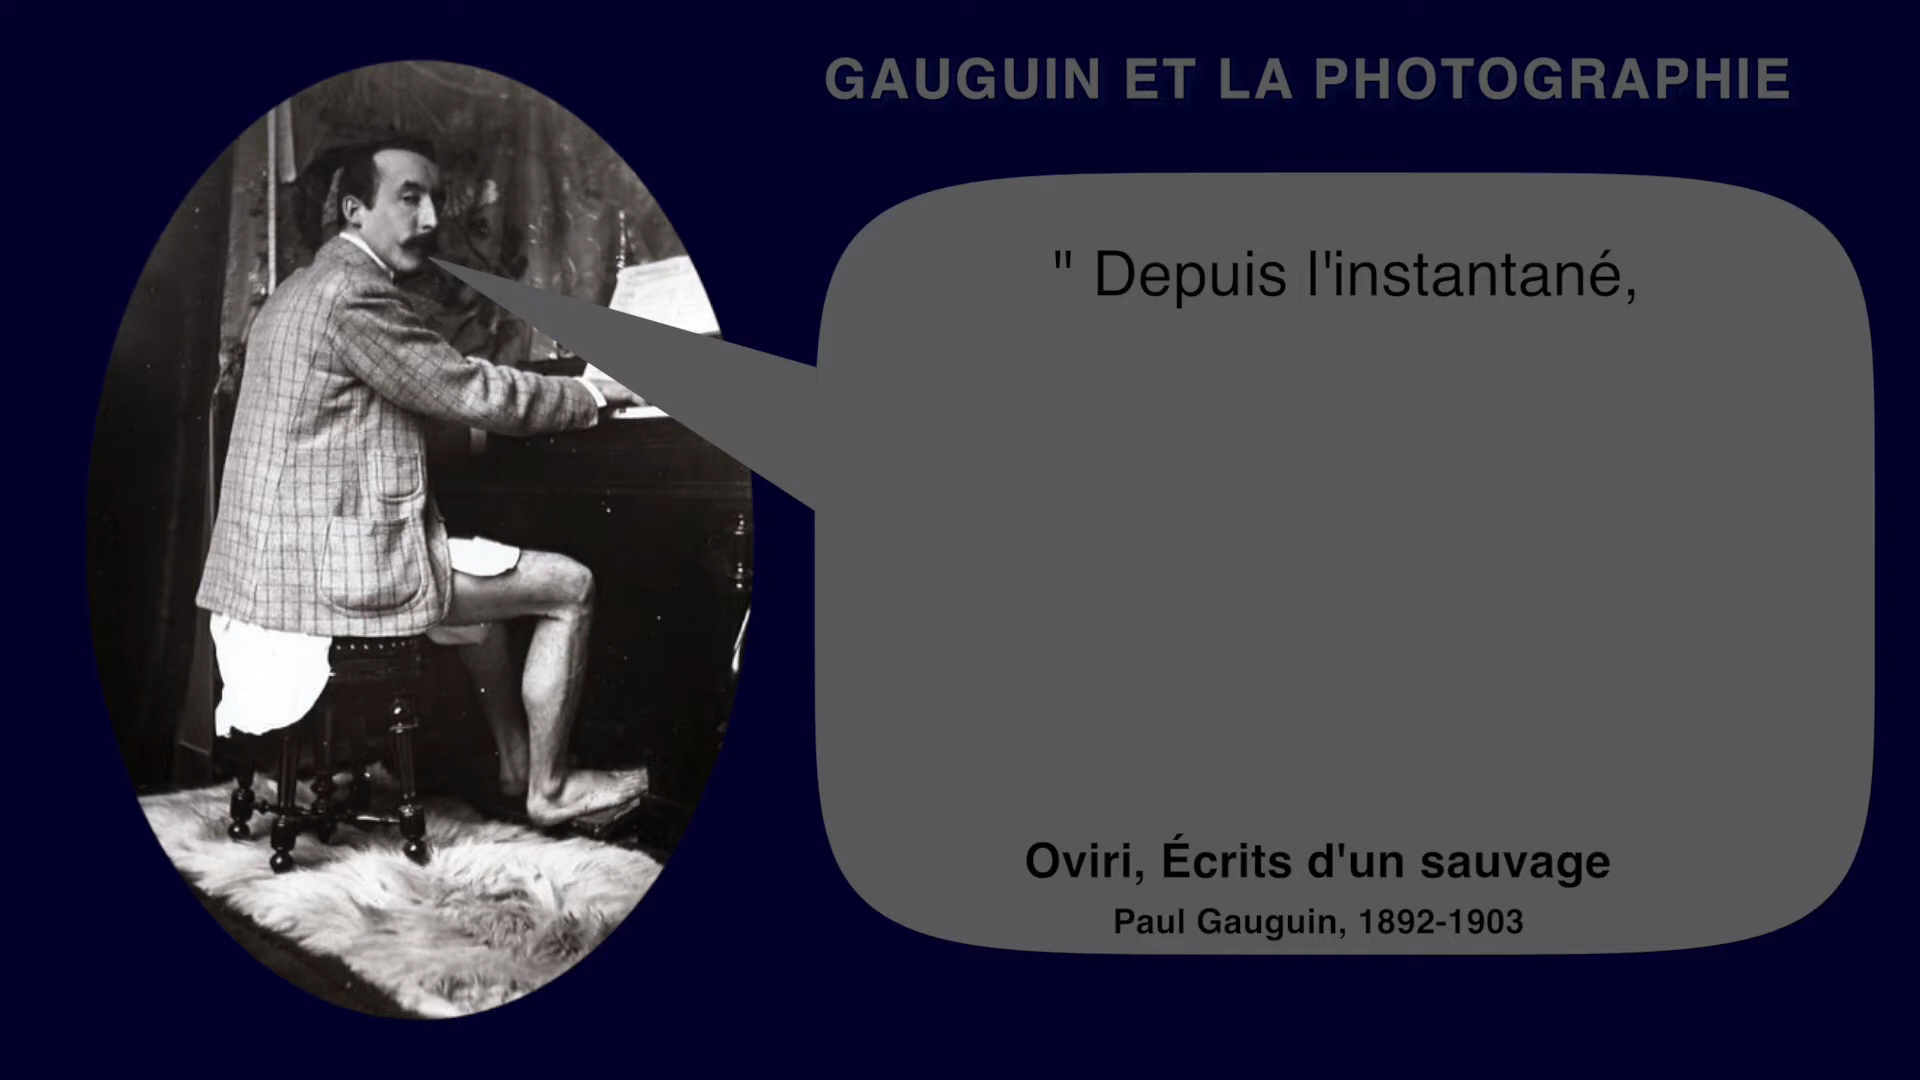 GAUGUIN ET LA PHOTOGRAPHIE
" Depuis l'instantané,
Oviri, Écrits d'un sauvage
Paul Gauguin, 1892-1903